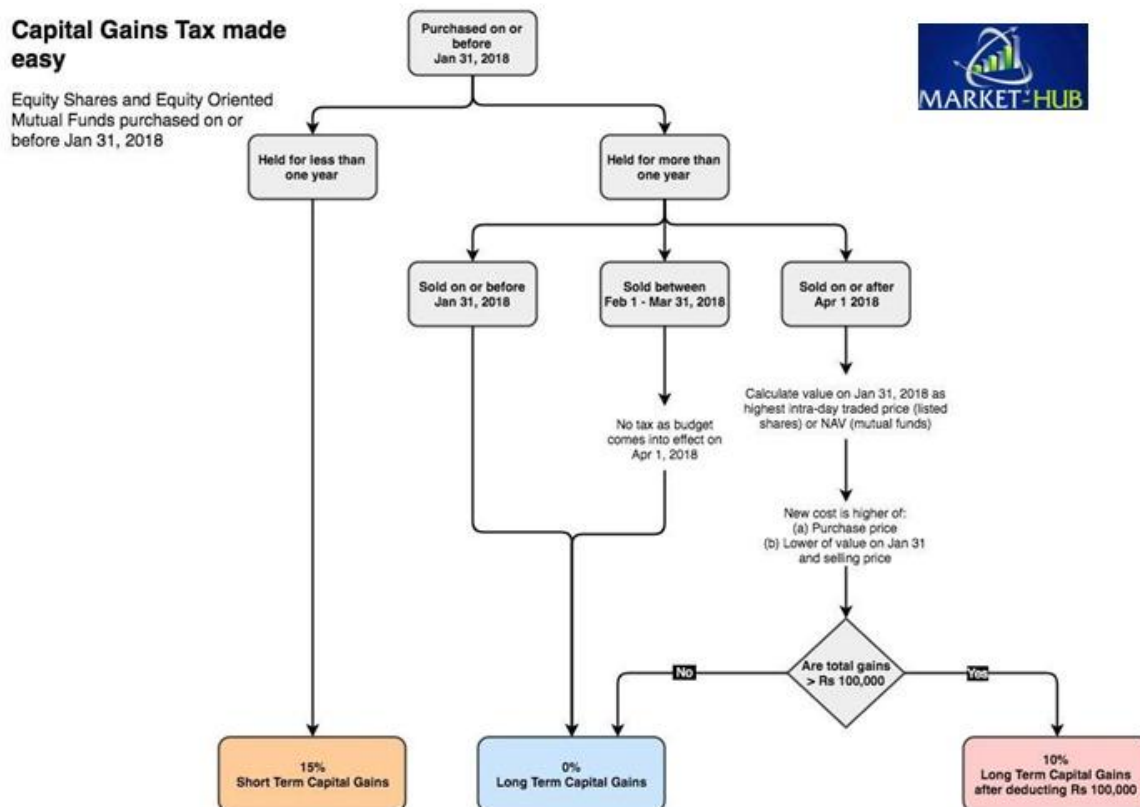 Capital Gains Tax made
easy
Equity Shares and Equity Oriented
Mutual Funds purchased on or
before Jan 31, 2018
Purchased on or
before
Jan 31, 2018
MARKET-HUB
Held for less than
one year
Held for more than
one year
Sold on or before
Jan 31, 2018
Sold between
Feb 1 - Mar 31, 2018
Sold on or after
Apr 1 2018
No tax as budget
comes into effect on
Apr 1, 2018
Calculate value on Jan 31, 2018 as
highest intra-day traded price (listed
shares) or NAV (mutual funds)
New cost is higher of:
(a) Purchase price
(b) Lower of value on Jan 31
and selling price
Are total gains
> Rs 100,000
No
Yes
15%
Short Term Capital Gains
0%
Long Term Capital Gains
10%
Long Term Capital Gains
after deducting Rs 100,000